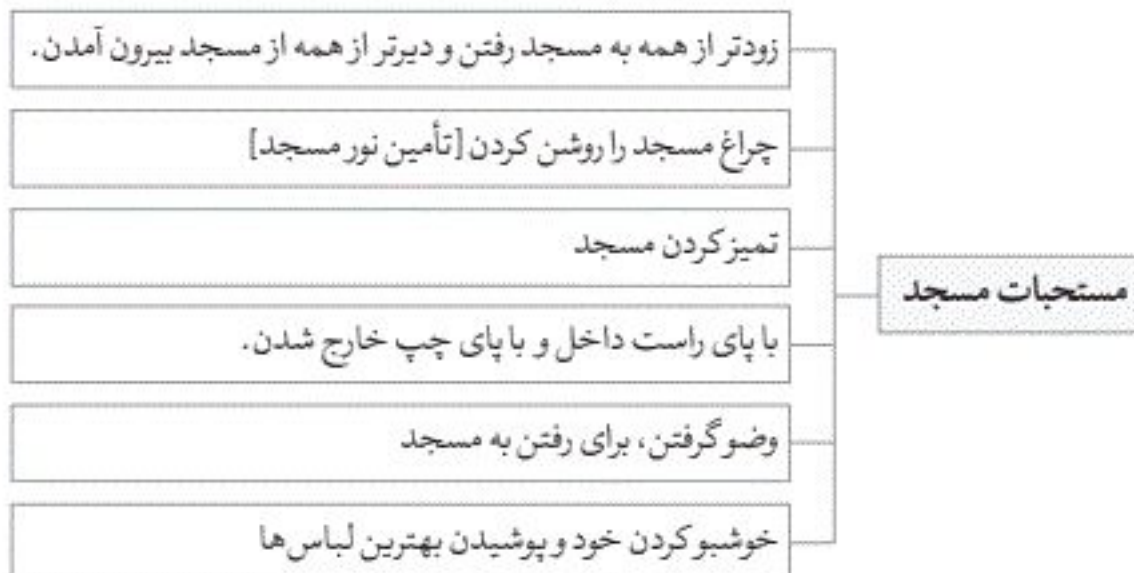 مستحبات مسجد
زودتر از همه به مسجد رفتن و دیرتر از همه از مسجد بیرون آمدن.
چراغ مسجد را روشن کردن [تأمین نور مسجد]
تمیز کردن مسجد
با پای راست داخل و با پای چپ خارج شدن.
وضو گرفتن، برای رفتن به مسجد
خوشبو کردن خود و پوشیدن بهترین لباس‌ها